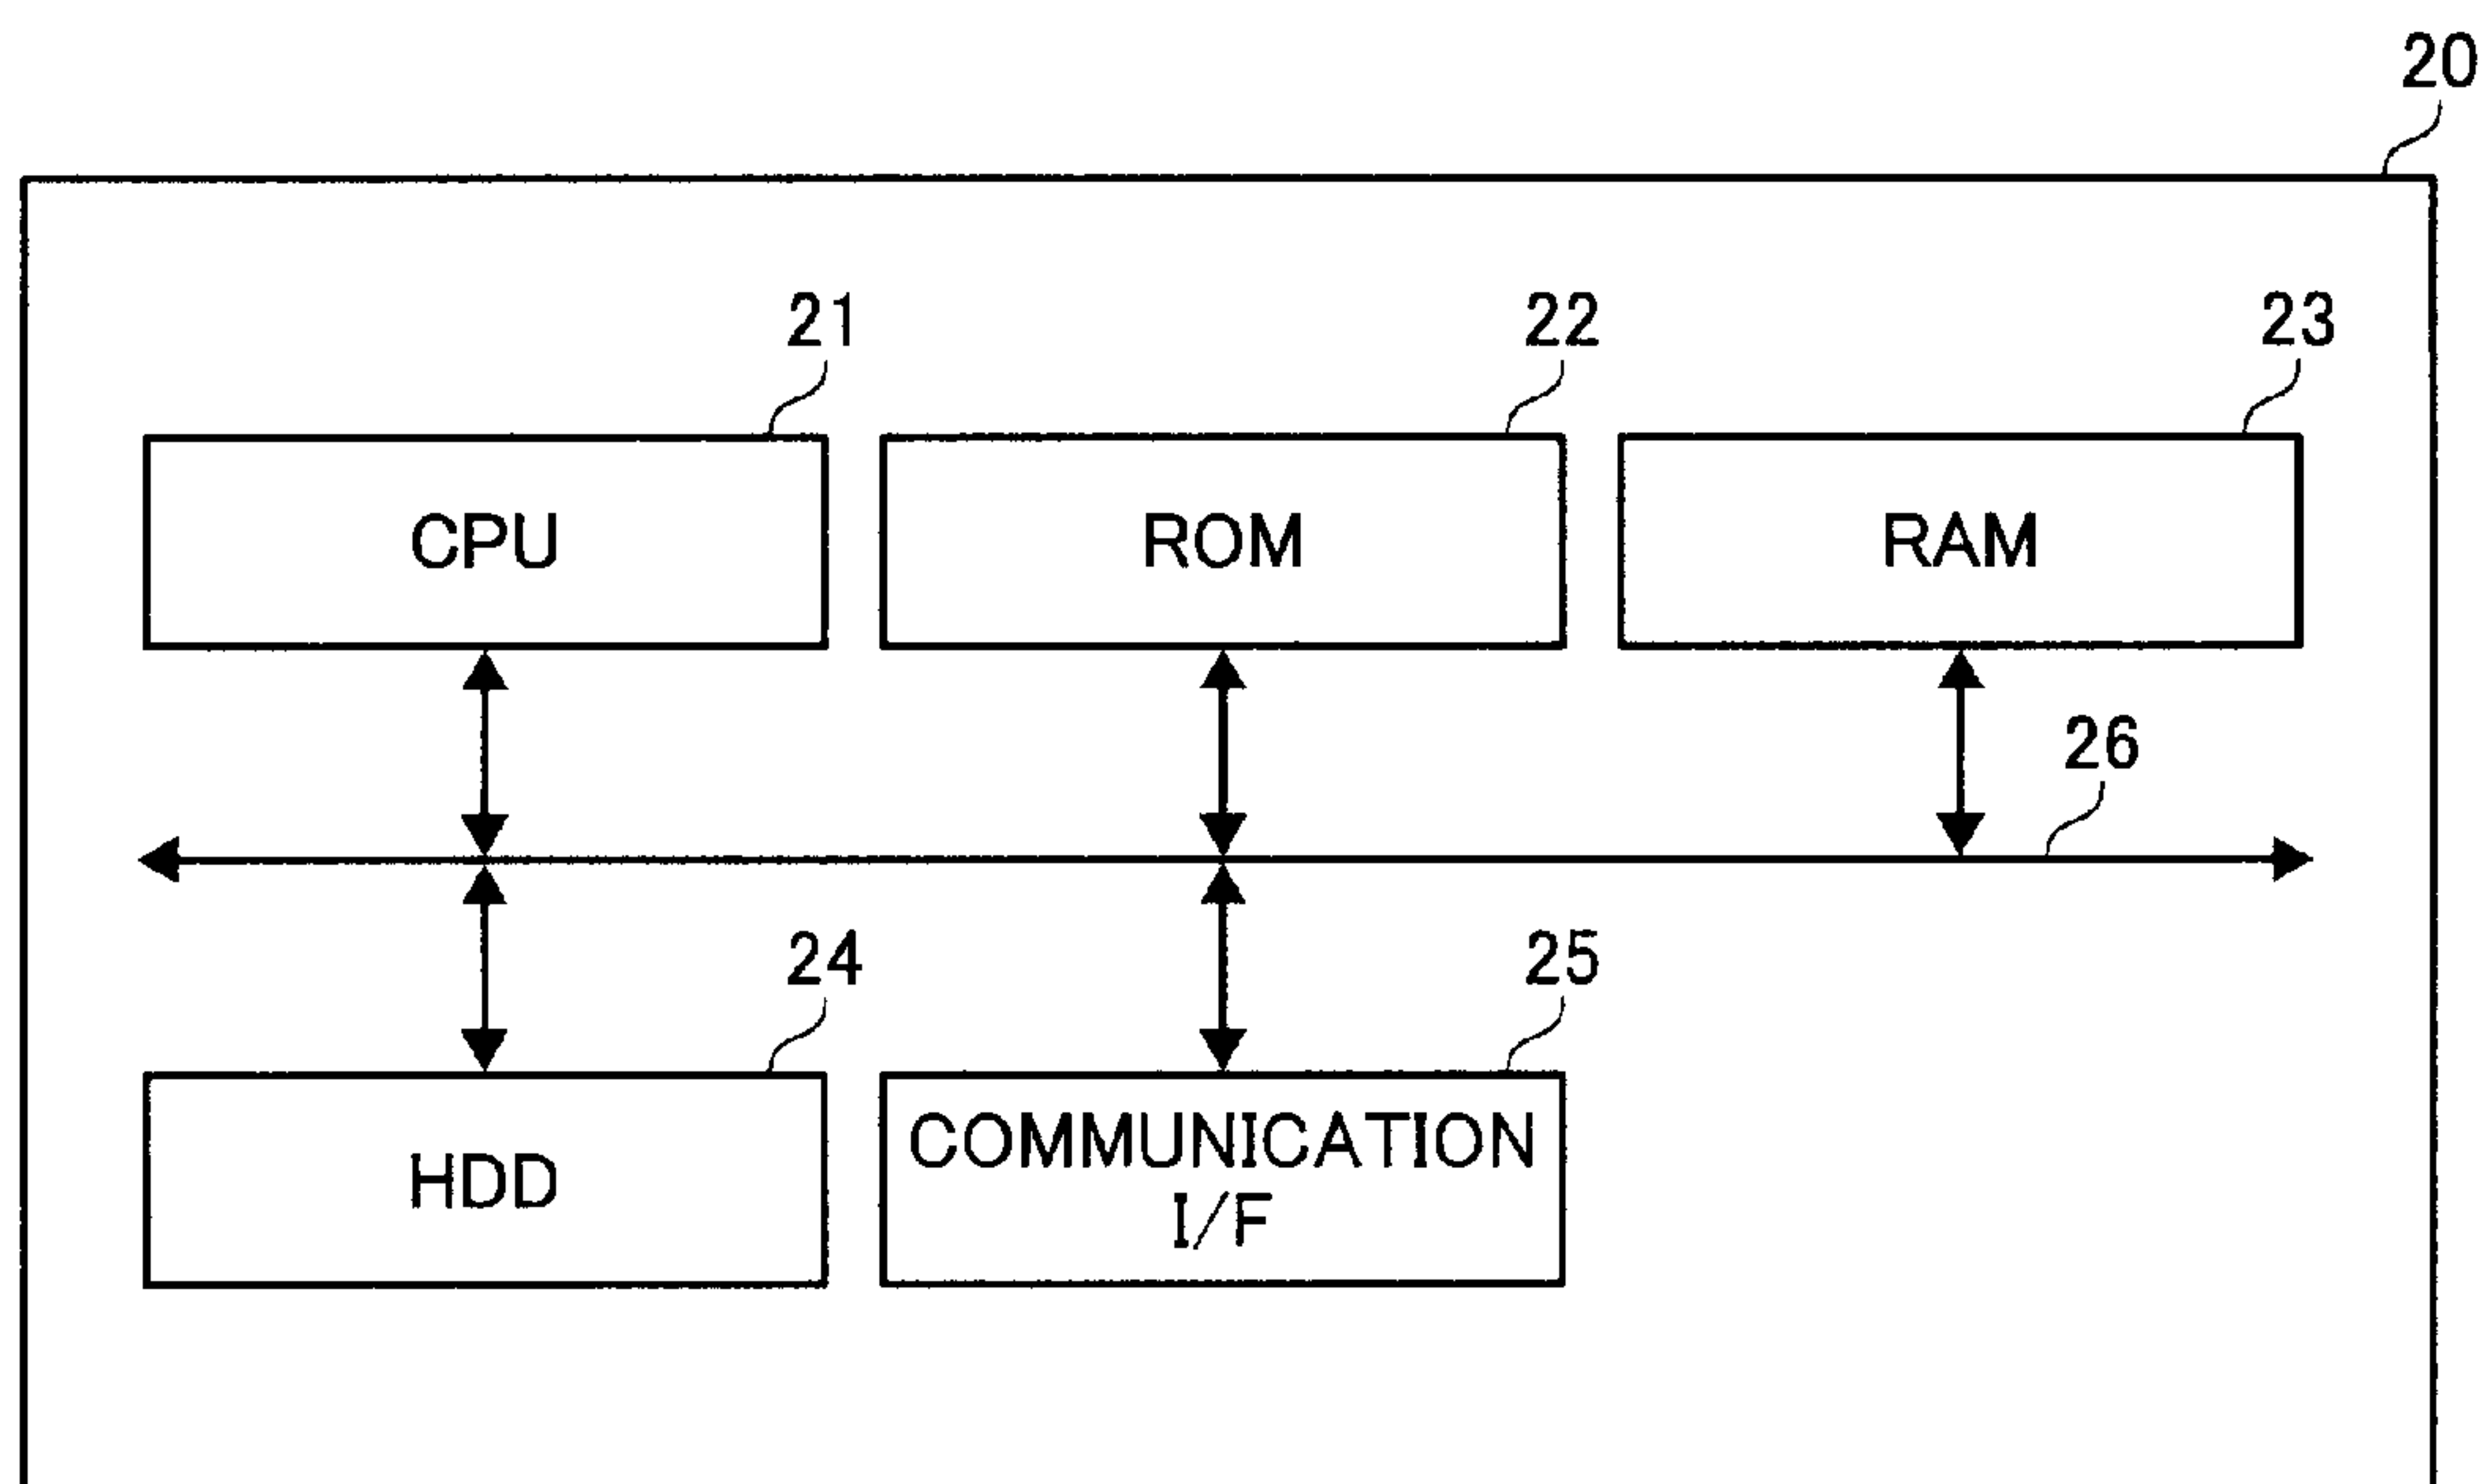 20
21
22
23
CPU
ROM
RAM
26
24
25
HDD
COMMUNICATION
I/F